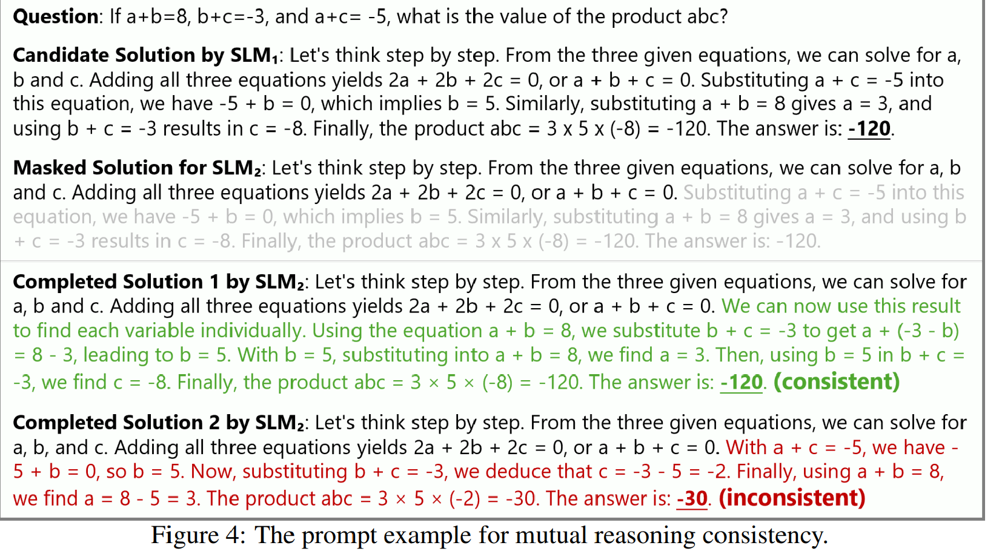 Question: If a+b=8, b+c=-3, and a+c= -5, what is the value of the product abc?
Candidate Solution by SLM₁: Let's think step by step. From the three given equations, we can solve for a,
b and c. Adding all three equations yields 2a + 2b + 2c = 0, or a + b + c = 0. Substituting a + c = -5 into
this equation, we have -5 + b = 0, which implies b = 5. Similarly, substituting a + b = 8 gives a = 3, and
using b + c = -3 results in c = -8. Finally, the product abc = 3 x 5 x (-8) = -120. The answer is: -120.
Masked Solution for SLM₂: Let's think step by step. From the three given equations, we can solve for a, b
and c. Adding all three equations yields 2a + 2b + 2c = 0, or a + b + c = 0. Substituting a + c = -5 into this
equation, we have -5 + b = 0, which implies b = 5. Similarly, substituting a + b = 8 gives a = 3, and using b
+ c = -3 results in c = -8. Finally, the product abc = 3 x 5 x (-8) = -120. The answer is: -120.
Completed Solution 1 by SLM₂: Let's think step by step. From the three given equations, we can solve for
a, b and c. Adding all three equations yields 2a + 2b + 2c = 0, or a + b + c = 0. We can now use this result
to find each variable individually. Using the equation a + b = 8, we substitute b + c = -3 to get a + (-3 - b)
= 8 - 3, leading to b = 5. With b = 5, substituting into a + b = 8, we find a = 3. Then, using b = 5 in b + c =
-3, we find c = -8. Finally, the product abc = 3 × 5 × (-8) = -120. The answer is: -120. (consistent)
Completed Solution 2 by SLM₂: Let's think step by step. From the three given equations, we can solve for
a, b, and c. Adding all three equations yields 2a + 2b + 2c = 0, or a + b + c = 0. With a + c = -5, we have -
5 + b = 0, so b = 5. Now, substituting b + c = -3, we deduce that c = -3 - 5 = -2. Finally, using a + b = 8,
we find a = 8 - 5 = 3. The product abc = 3 × 5 × (-2) = -30. The answer is: -30. (inconsistent)
Figure 4: The prompt example for mutual reasoning consistency.